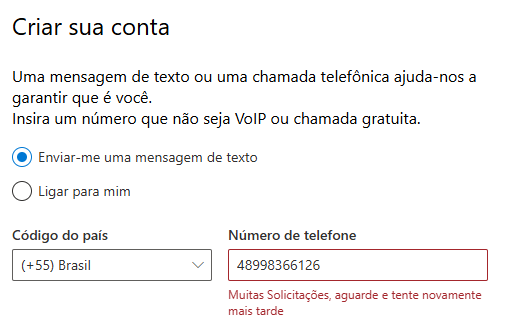 Criar sua conta
Uma mensagem de texto ou uma chamada telefônica ajuda-nos a
garantir que é você.
Insira um número que não seja VoIP ou chamada gratuita.
Enviar-me uma mensagem de texto
Ligar para mim
Código do país
(+55) Brasil
Número de telefone
48998366126
Muitas Solicitações, aguarde e tente novamente
mais tarde